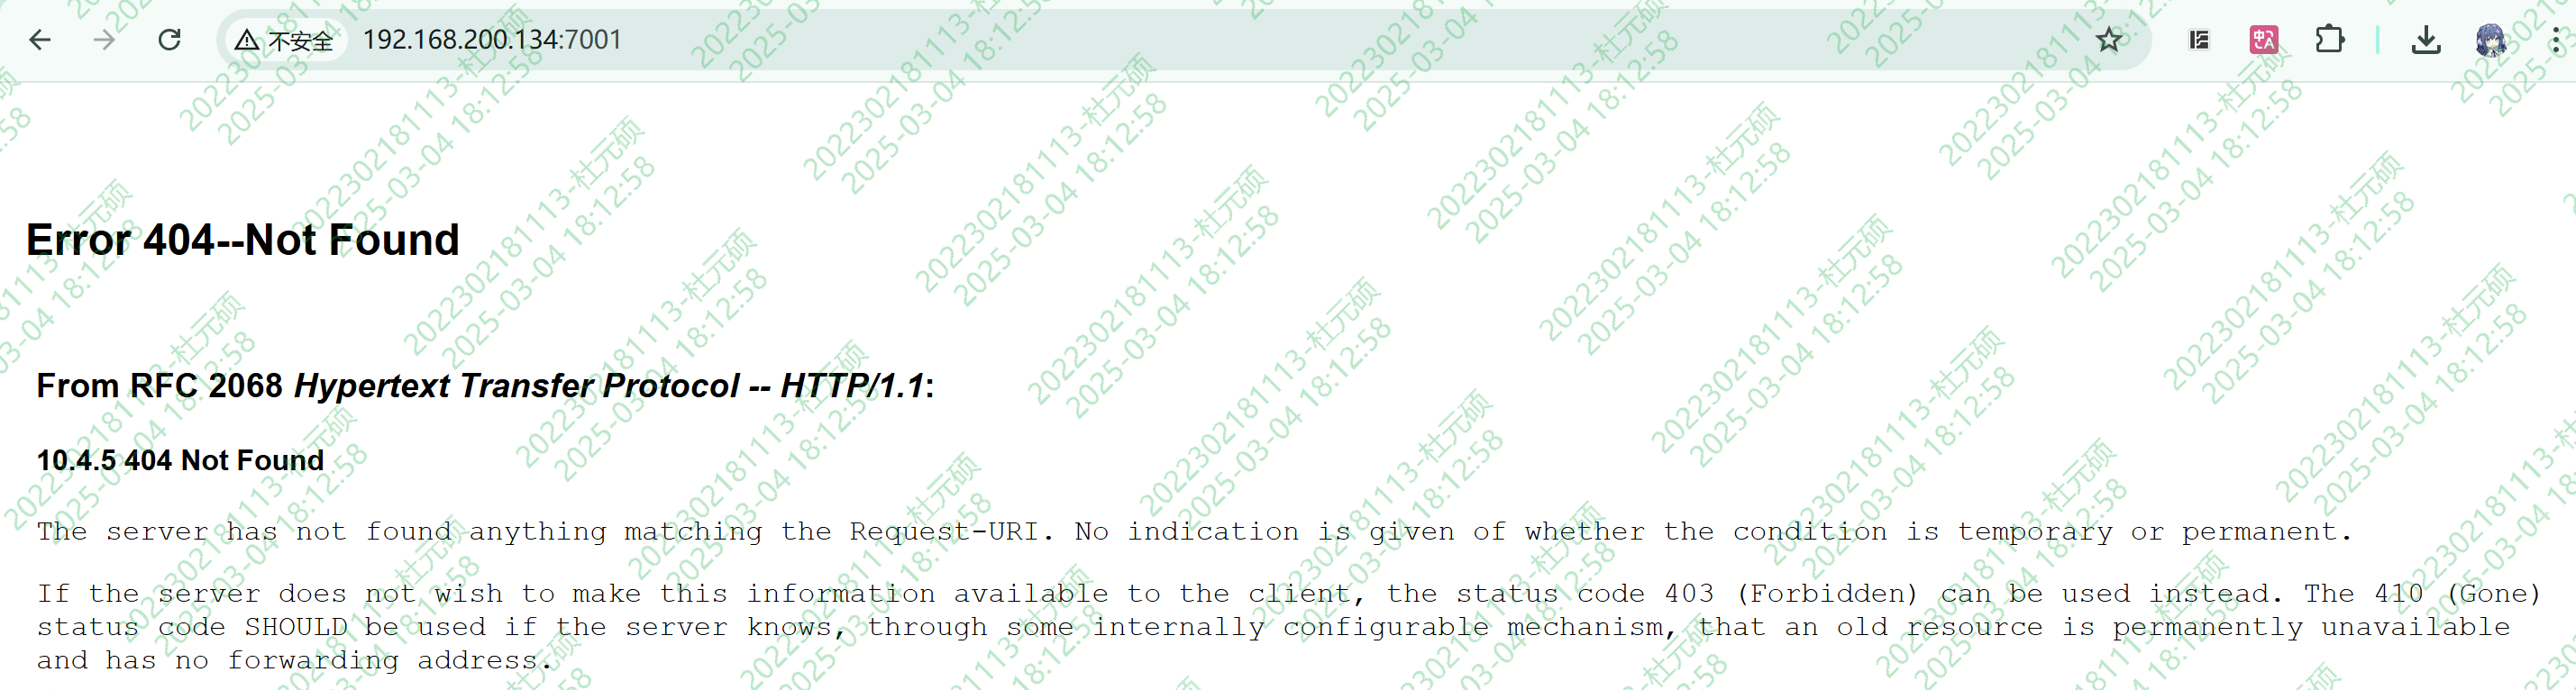 不安全 192.168.200.134:7001
Error 404--Not Found
From RFC 2068 Hypertext Transfer Protocol -- HTTP/1.1:
10.4.5 404 Not Found
The server has not found anything matching the Request-URI. No indication is given of whether the condition is temporary or permanent.
If the server does not wish to make this information available to the client, the status code 403 (Forbidden) can be used instead. The 410 (Gone)
status code SHOULD be used if the server knows, through some internally configurable mechanism, that an old resource is permanently unavailable
and has no forwarding address.
2022302181113-杜元硕
2025-03-04 18:12:58